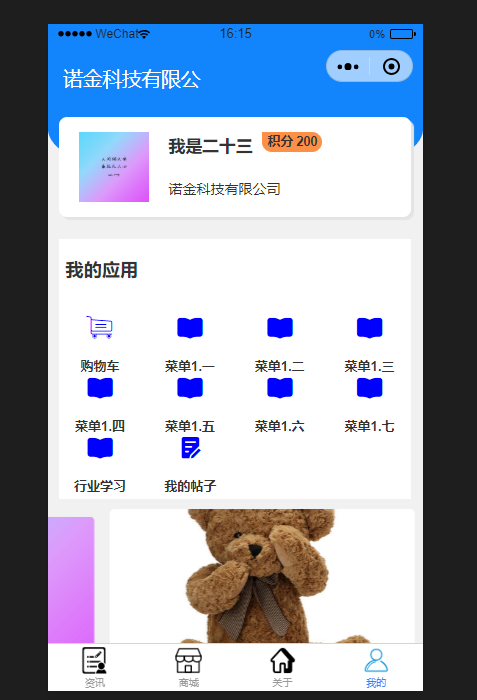 WeChat 16:15 0%
诺金科技有限公
我是二十三 积分 200
诺金科技有限公司
我的应用
购物车 菜单1.一 菜单1.二 菜单1.三
菜单1.四 菜单1.五 菜单1.六 菜单1.七
行业学习 我的帖子
资讯 商城 关于 我的